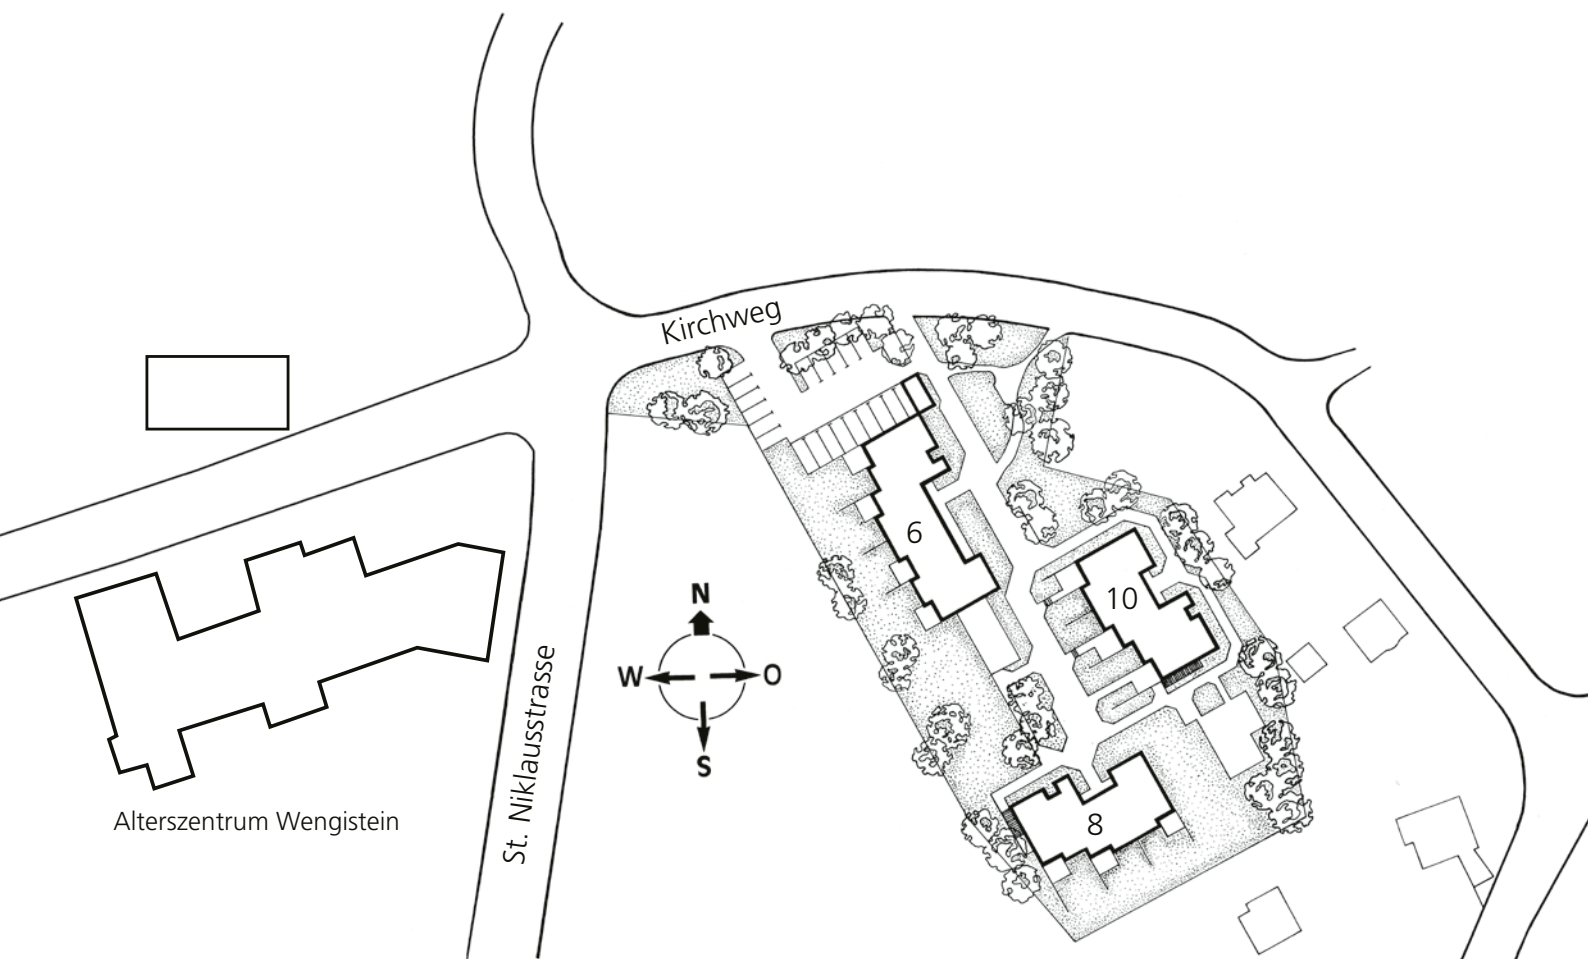 Kirchweg
6
10
N
W O
S
St. Niklausstrasse
8
Alterszentrum Wengistein